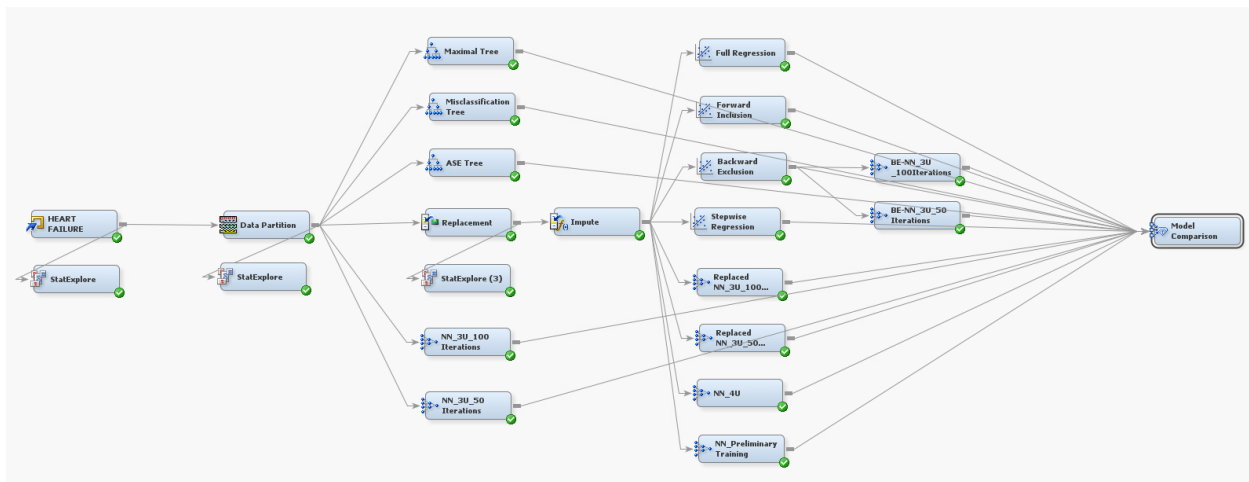 Maximal Tree
Misclassification
Tree
ASE Tree
HEART
FAILURE
Data Partition
Replacement
Impute
StatExplore
StatExplore
StatExplore (3)
NN_3U_100
Iterations
NN_3U_50
Iterations
Full Regression
Forward
Inclusion
Backward
Exclusion
Stepwise
Regression
Replaced
NN_3U_100...
Replaced
NN_3U_50...
NN_4U
NN_Preliminary
Training
BE-NN_3U
_100Iterations
BE-NN_3U_50
Iterations
Model
Comparison